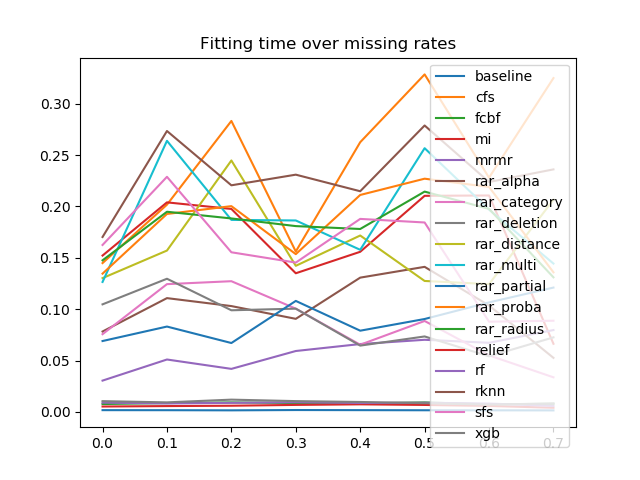 Fitting time over missing rates
0.30
0.25
0.20
0.15
0.10
0.05
0.00
0.0 0.1 0.2 0.3 0.4 0.5 0.6 0.7
baseline
cfs
fcbf
mi
mrmr
rar_alpha
rar_category
rar_deletion
rar_distance
rar_multi
rar_partial
rar_proba
rar_radius
relief
rf
rknn
sfs
xgb